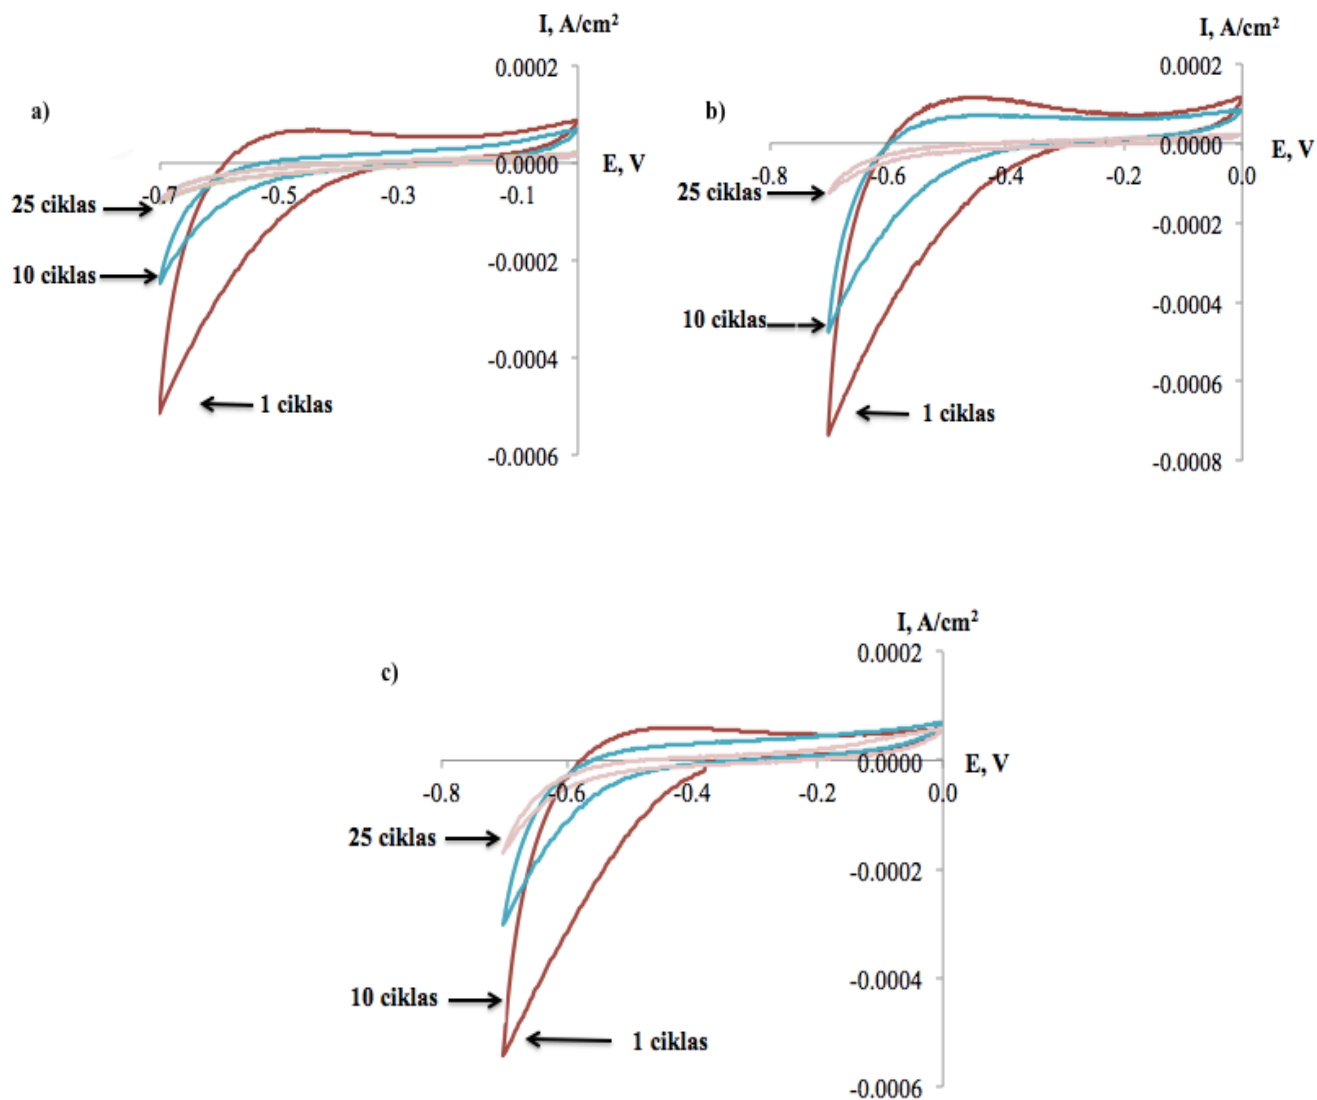 I, A/cm²
0.0002
a)
0.0000
E, V
-0.7
-0.5
-0.3
-0.1
25 ciklas
-0.0002
10 ciklas
-0.0004
1 ciklas
-0.0006
I, A/cm²
0.0002
b)
0.0000
E, V
-0.8
-0.6
-0.4
-0.2
0.0
25 ciklas
-0.0002
-0.0004
10 ciklas
-0.0006
1 ciklas
-0.0008
I, A/cm²
0.0002
c)
0.0000
E, V
-0.8
-0.6
-0.4
-0.2
0.0
25 ciklas
-0.0002
-0.0004
10 ciklas
1 ciklas
-0.0006